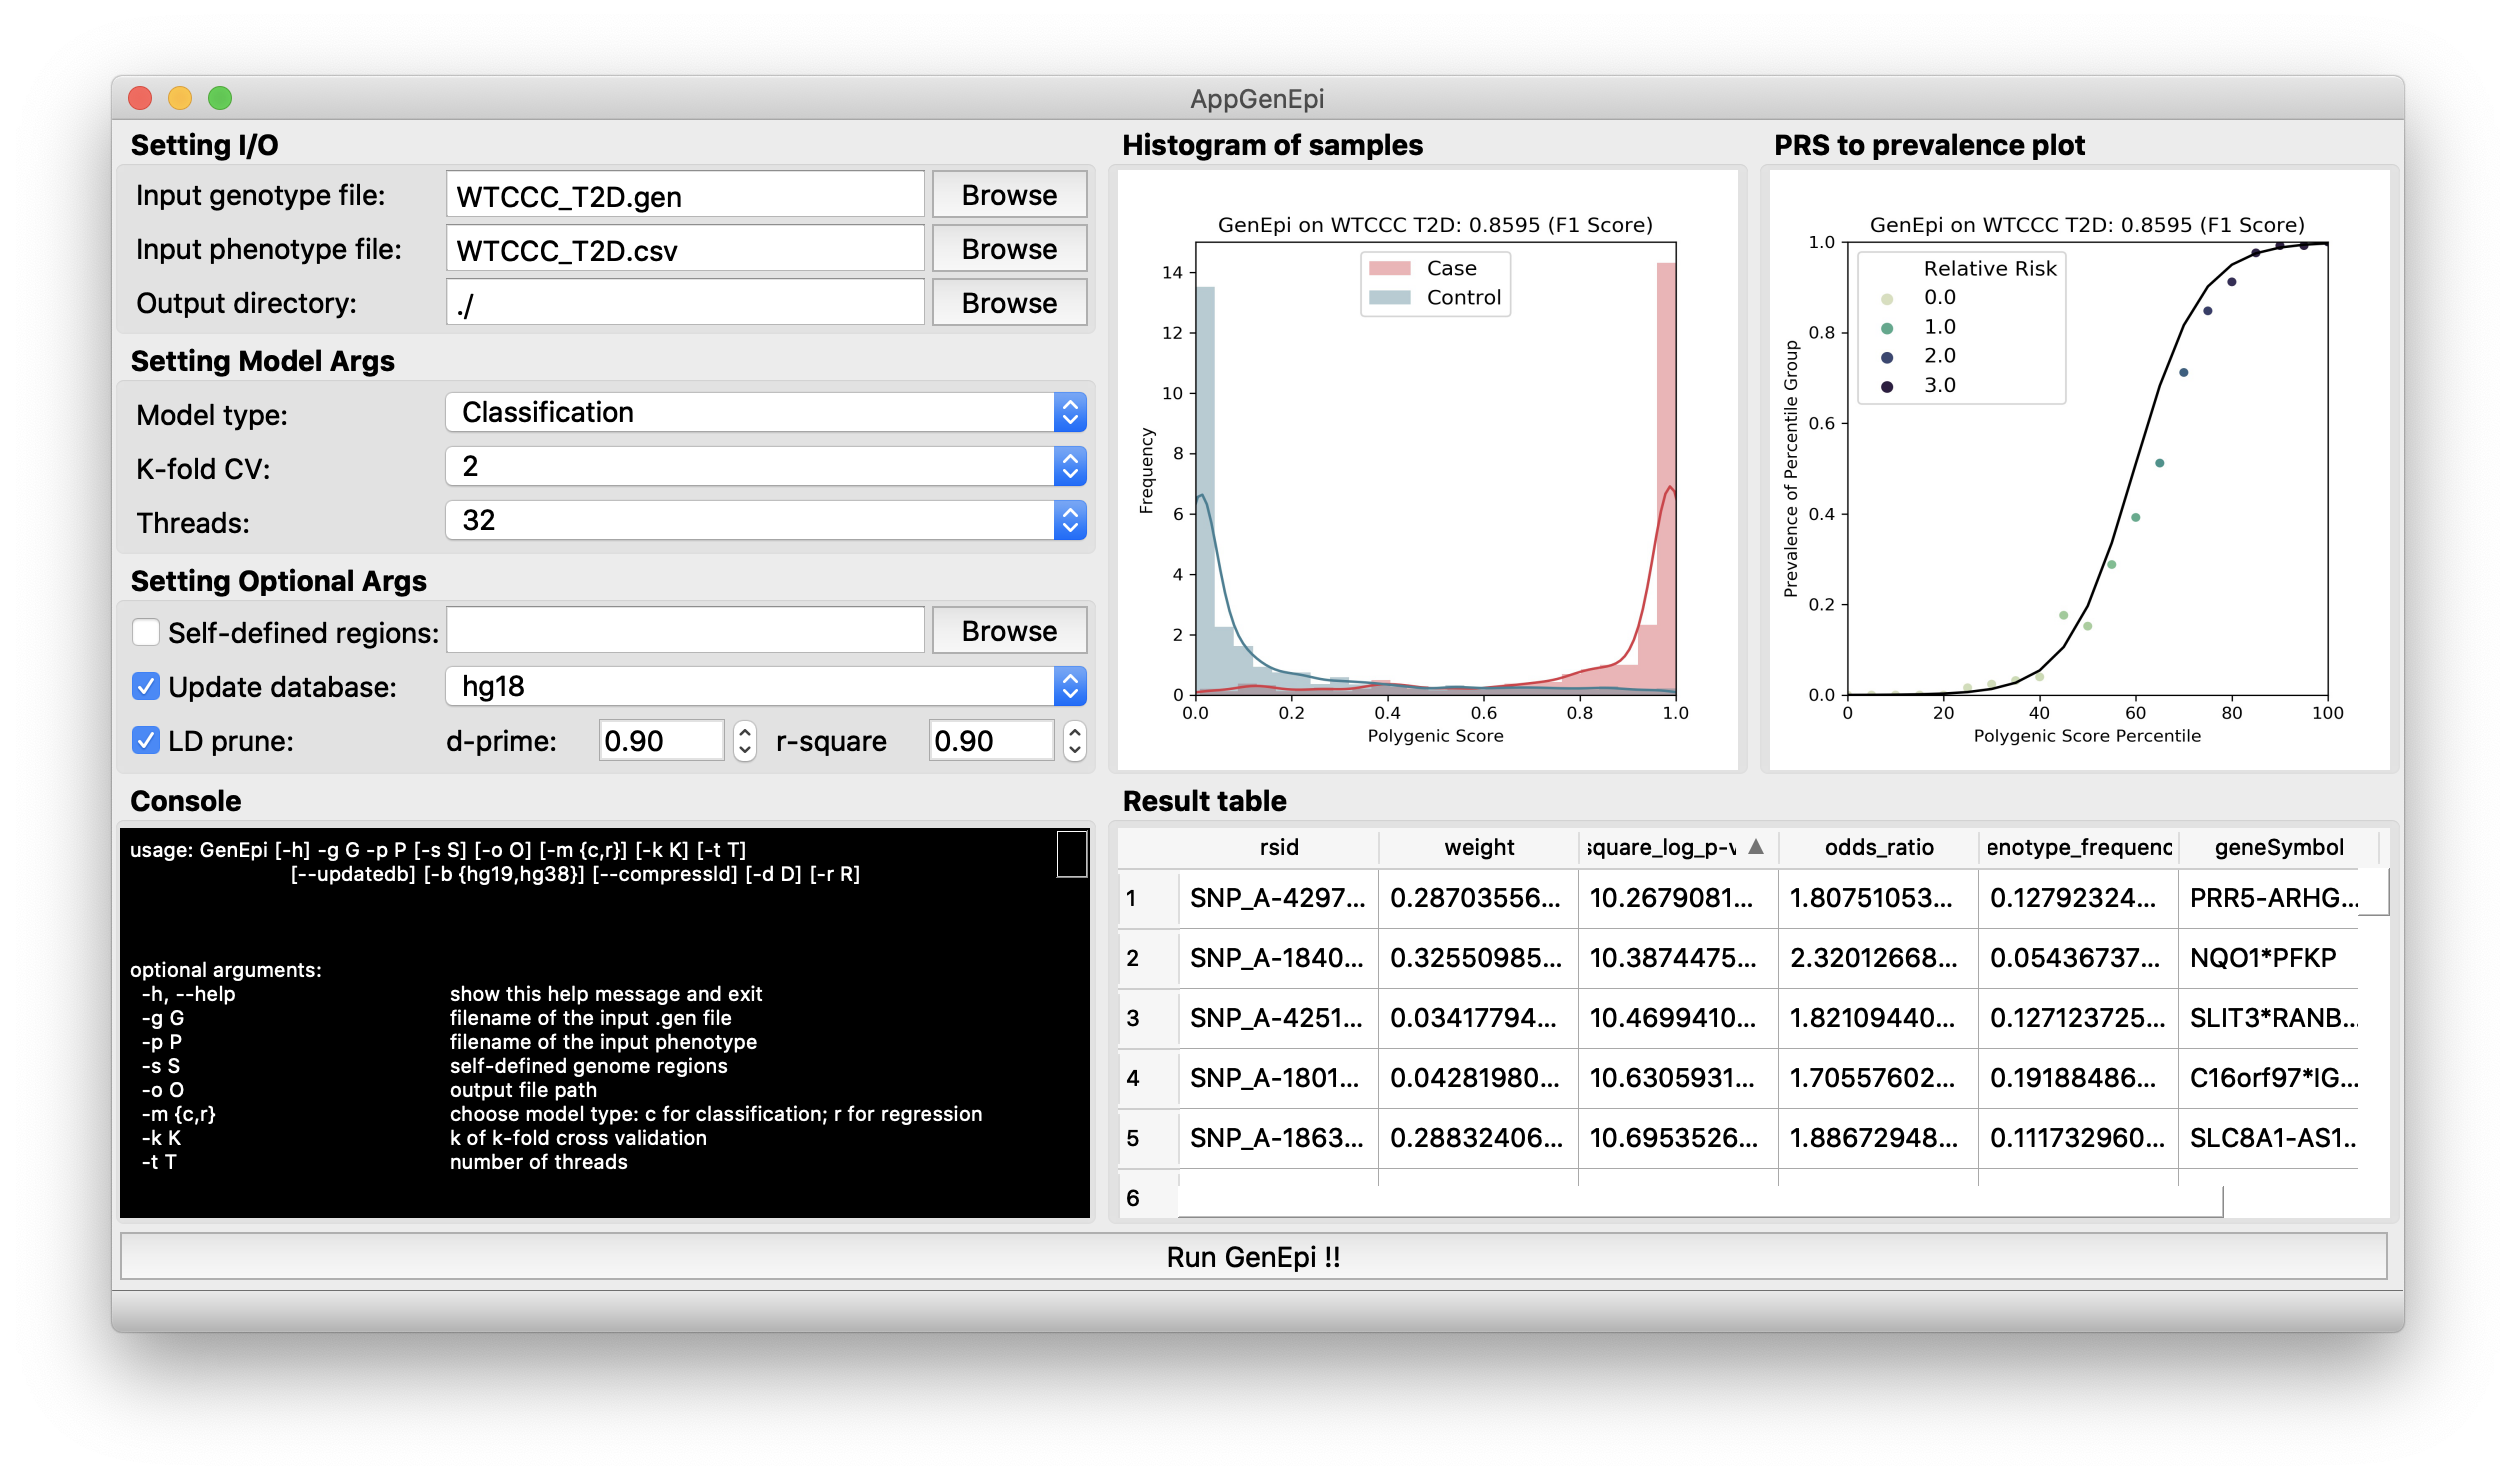 AppGenEpi
Setting I/O
Input genotype file: WTCCC_T2D.gen Browse
Input phenotype file: WTCCC_T2D.csv Browse
Output directory: ./ Browse
Setting Model Args
Model type: Classification
K-fold CV: 2
Threads: 32
Setting Optional Args
Self-defined regions: Browse
Update database: hg18
LD prune: d-prime: 0.90 r-square 0.90
Histogram of samples
GenEpi on WTCCC T2D: 0.8595 (F1 Score)
Case
Control
Frequency
14
12
10
8
6
4
2
0
0.0 0.2 0.4 0.6 0.8 1.0
Polygenic Score
PRS to prevalence plot
GenEpi on WTCCC T2D: 0.8595 (F1 Score)
Relative Risk
0.0
1.0
2.0
3.0
Prevalence of Percentile Group
1.0
0.8
0.6
0.4
0.2
0.0
0 20 40 60 80 100
Polygenic Score Percentile
Console
usage: GenEpi [-h] -g G -p P [-s S] [-o O] [-m {c,r}] [-k K] [-t T]
[--updatedb] [-b {hg19,hg38}] [--compressld] [-d D] [-r R]
optional arguments:
-h, --help show this help message and exit
-g G filename of the input .gen file
-p P filename of the input phenotype
-s S self-defined genome regions
-o O output file path
-m {c,r} choose model type: c for classification; r for regression
-k K k of k-fold cross validation
-t T number of threads
Result table
rsid weight square_log_p-v odds_ratio enotype_frequenc geneSymbol
1 SNP_A-4297... 0.28703556... 10.2679081... 1.80751053... 0.12792324... PRR5-ARHG...
2 SNP_A-1840... 0.32550985... 10.3874475... 2.32012668... 0.05436737... NQO1*PFKP
3 SNP_A-4251... 0.03417794... 10.4699410... 1.82109440... 0.127123725... SLIT3*RANB...
4 SNP_A-1801... 0.04281980... 10.6305931... 1.70557602... 0.19188486... C16orf97*IG...
5 SNP_A-1863... 0.28832406... 10.6953526... 1.88672948... 0.111732960... SLC8A1-AS1..
6
Run GenEpi !!